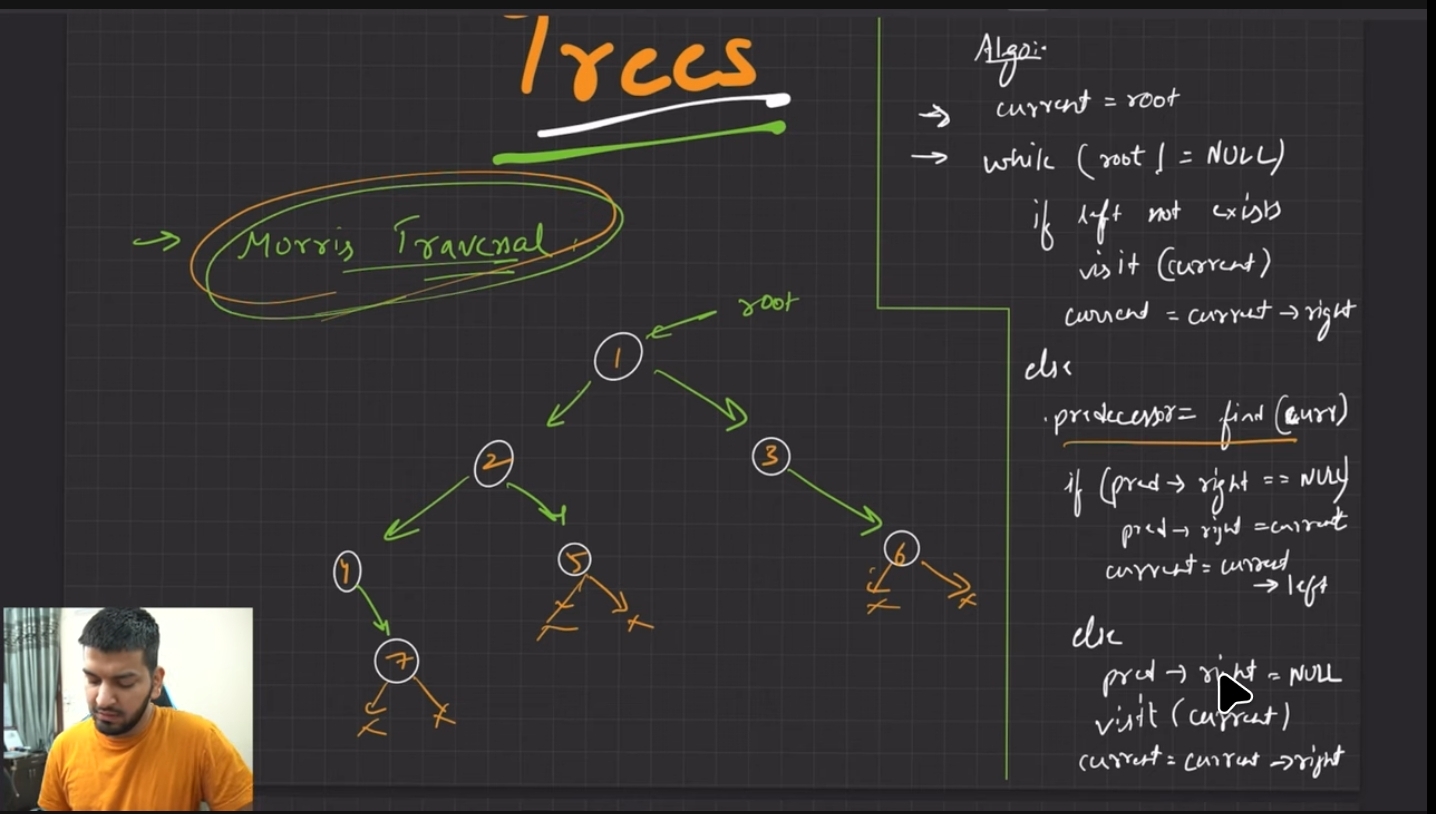 Trees
Morris Traversal
root
1
2
3
4
5
6
7
x
x
x
x
x
x
Algo:-
current = root
while (root != NULL)
if left not exists
visit (current)
current = current → right
else
predecessor = find (curr)
if (pred → right == NULL)
pred → right = current
current = current
→ left
else
pred → right = NULL
visit (current)
current = current → right